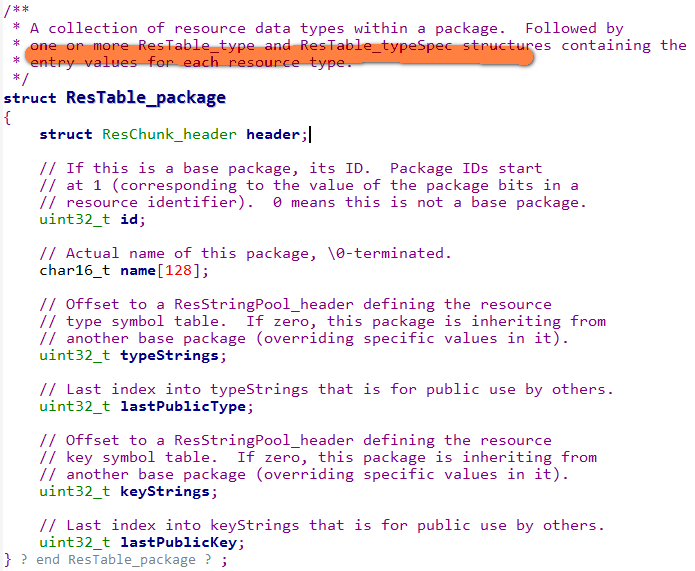 /**
 * A collection of resource data types within a package.  Followed by
 * one or more ResTable_type and ResTable_typeSpec structures containing the
 * entry values for each resource type.
 */
struct ResTable_package
{
    struct ResChunk_header header;

    // If this is a base package, its ID.  Package IDs start
    // at 1 (corresponding to the value of the package bits in a
    // resource identifier).  0 means this is not a base package.
    uint32_t id;

    // Actual name of this package, \0-terminated.
    char16_t name[128];

    // Offset to a ResStringPool_header defining the resource
    // type symbol table.  If zero, this package is inheriting from
    // another base package (overriding specific values in it).
    uint32_t typeStrings;

    // Last index into typeStrings that is for public use by others.
    uint32_t lastPublicType;

    // Offset to a ResStringPool_header defining the resource
    // key symbol table.  If zero, this package is inheriting from
    // another base package (overriding specific values in it).
    uint32_t keyStrings;

    // Last index into keyStrings that is for public use by others.
    uint32_t lastPublicKey;
} ? end ResTable_package ? ;